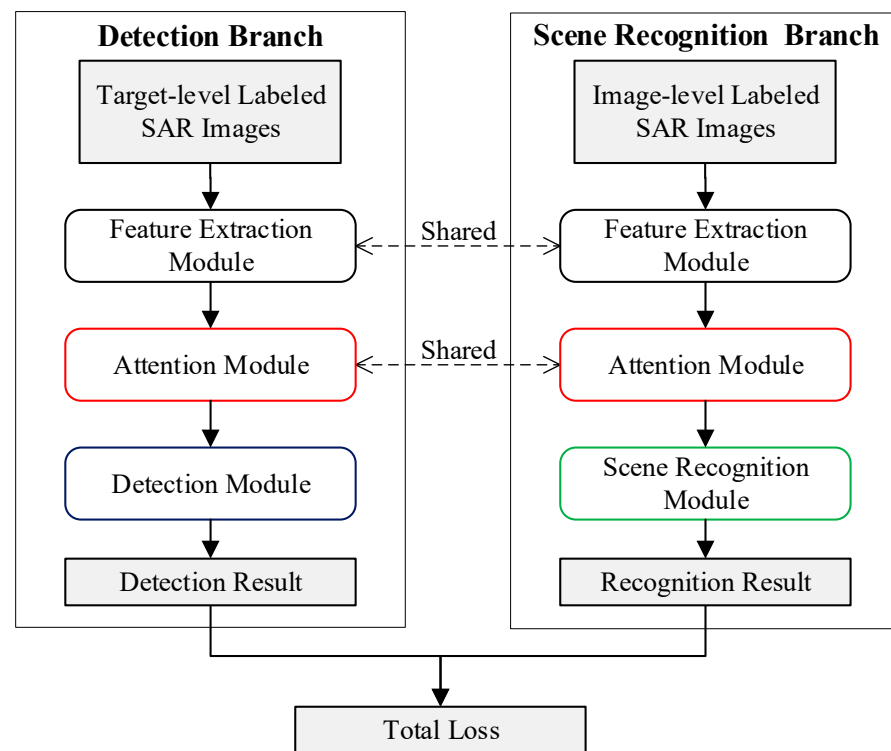 Detection Branch
Target-level Labeled
SAR Images
Feature Extraction
Module
Attention Module
Detection Module
Detection Result
Shared
Shared
Scene Recognition Branch
Image-level Labeled
SAR Images
Feature Extraction
Module
Attention Module
Scene Recognition
Module
Recognition Result
Total Loss